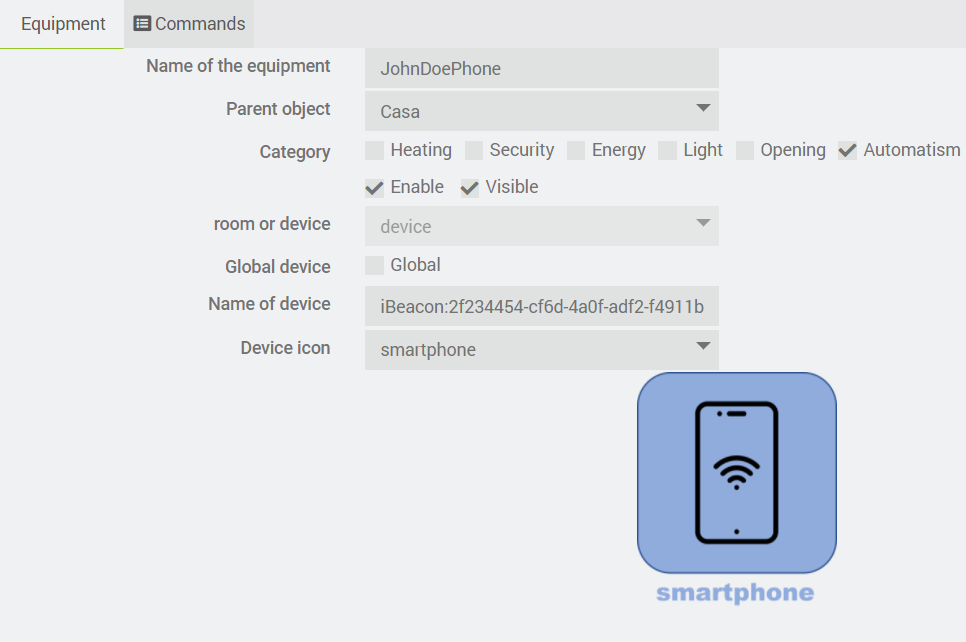 Equipment Commands
Name of the equipment JohnDoePhone
Parent object Casa
Category Heating Security Energy Light Opening Automatism
Enable Visible
room or device device
Global device Global
Name of device iBeacon:2f234454-cf6d-4a0f-adf2-f4911b
Device icon smartphone
smartphone